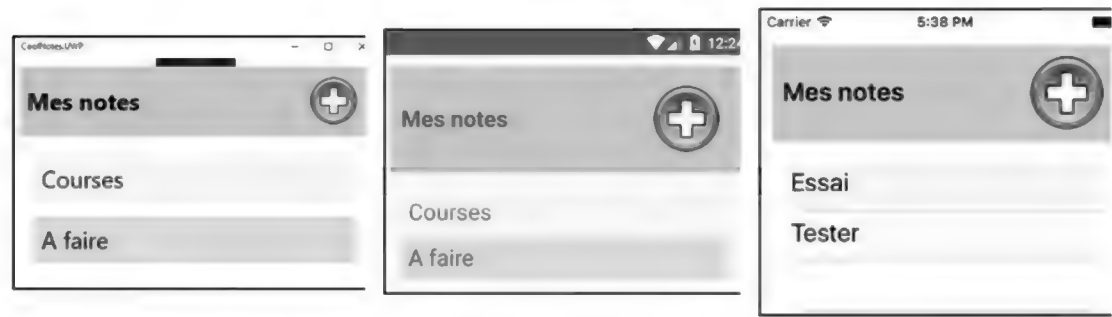 CoolNotes.UWP
Mes notes
Courses
A faire
12:24
Mes notes
Courses
A faire
Carrier
5:38 PM
Mes notes
Essai
Tester